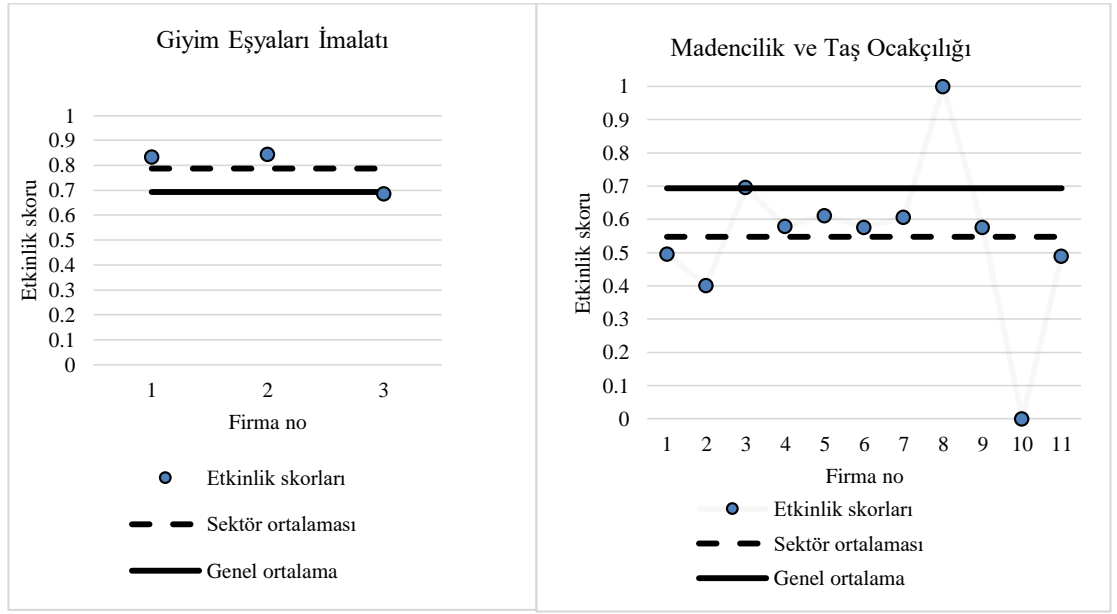 Giyim Eşyaları İmalatı
Etkinlik skoru
1
0.9
0.8
0.7
0.6
0.5
0.4
0.3
0.2
0.1
0
1 2 3
Firma no
Etkinlik skorları
Sektör ortalaması
Genel ortalama
Madencilik ve Taş Ocakçılığı
Etkinlik skoru
1
0.9
0.8
0.7
0.6
0.5
0.4
0.3
0.2
0.1
0
1 2 3 4 5 6 7 8 9 10 11
Firma no
Etkinlik skorları
Sektör ortalaması
Genel ortalama